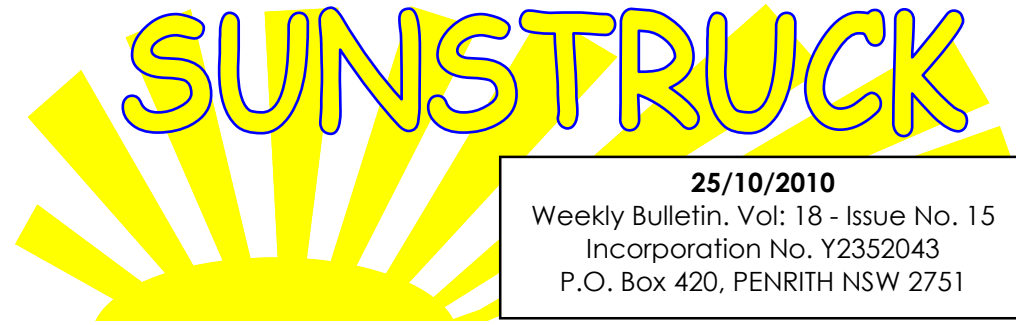 SUNSTRUCK
25/10/2010
Weekly Bulletin. Vol: 18 - Issue No. 15
Incorporation No. Y2352043
P.O. Box 420, PENRITH NSW 2751